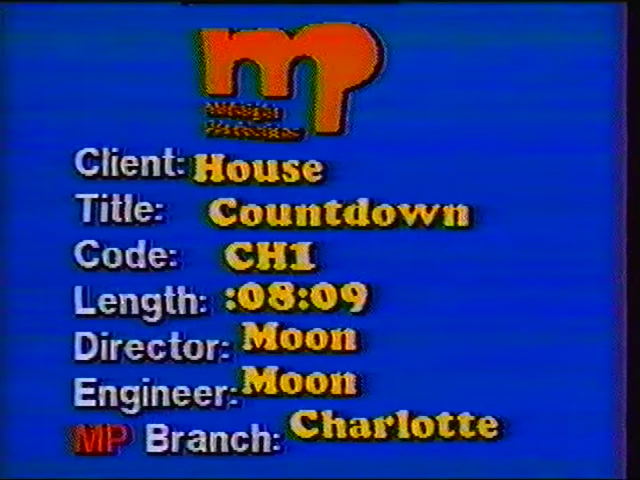 mp
Client: House
Title: Countdown
Code: CH1
Length: :08:09
Director: Moon
Engineer: Moon
MP Branch: Charlotte